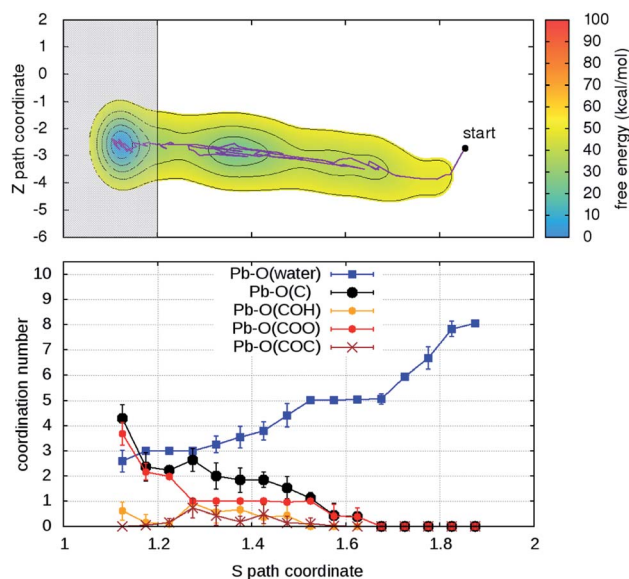 2
1
0
-1
-2
-3
-4
-5
-6
Z path coordinate
start
100
90
80
70
60
50
40
30
20
10
0
free energy (kcal/mol)
10
9
8
7
6
5
4
3
2
1
0
coordination number
Pb-O(water)
Pb-O(C)
Pb-O(COH)
Pb-O(COO)
Pb-O(COC)
1 1.2 1.4 1.6 1.8 2
S path coordinate